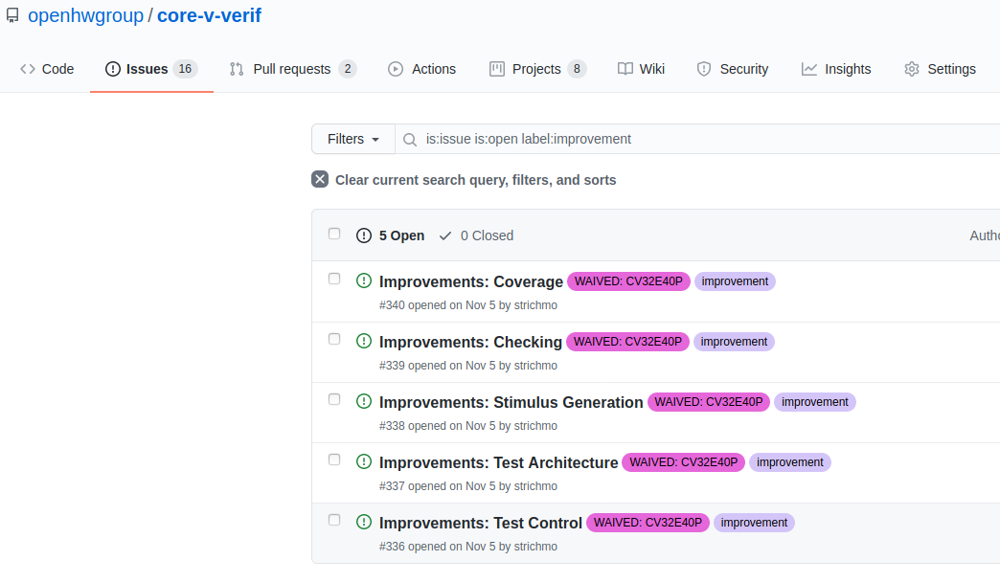 openhwgroup / core-v-verif
Code Issues 16 Pull requests 2 Actions Projects 8 Wiki Security Insights Settings
Filters is:issue is:open label:improvement
Clear current search query, filters, and sorts
5 Open 0 Closed
Improvements: Coverage WAIVED: CV32E40P improvement
#340 opened on Nov 5 by strichmo
Improvements: Checking WAIVED: CV32E40P improvement
#339 opened on Nov 5 by strichmo
Improvements: Stimulus Generation WAIVED: CV32E40P improvement
#338 opened on Nov 5 by strichmo
Improvements: Test Architecture WAIVED: CV32E40P improvement
#337 opened on Nov 5 by strichmo
Improvements: Test Control WAIVED: CV32E40P improvement
#336 opened on Nov 5 by strichmo